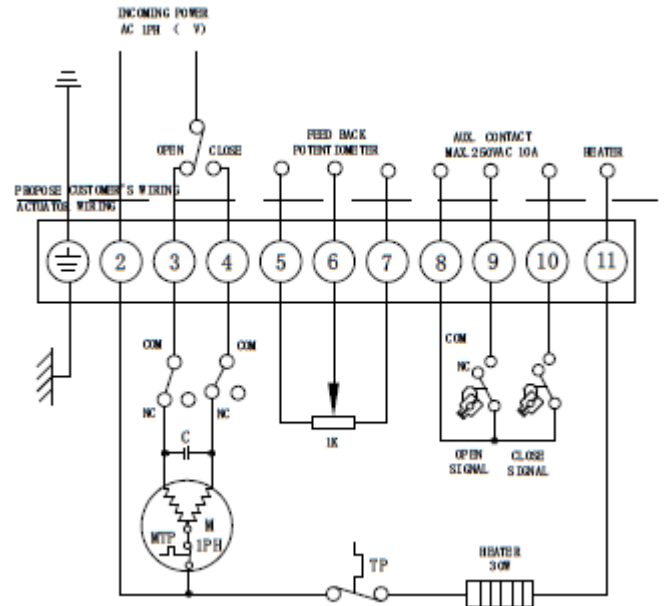 INCOMING POWER
AC 1PH ( V)
OPEN CLOSE
FEED BACK
POTENTIOMETER
AUX. CONTACT
MAX.250VAC 10A
HEATER
PROPOSE CUSTOMER'S WIRING
ACTUATOR WIRING
2 3 4 5 6 7 8 9 10 11
COM COM COM
NC NC NC
C
1K
OPEN
SIGNAL
CLOSE
SIGNAL
M
MTP 1PH
TP
HEATER
30W